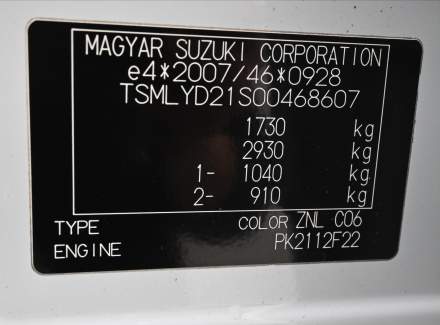 MAGYAR SUZUKI CORPORATION
e4*2007/46*0928
TSMLYD21S00468607
1730 kg
2930 kg
1- 1040 kg
2- 910 kg
TYPE COLOR ZNL C06
ENGINE PK2112F22